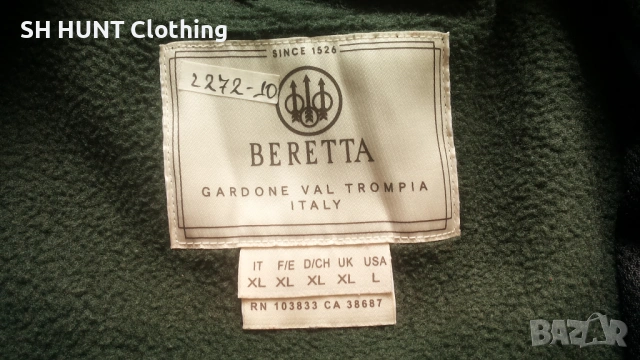 SH HUNT Clothing
SINCE 1526
2272-10
BERETTA
GARDONE VAL TROMPIA
ITALY
IT F/E D/CH UK USA
XL XL XL XL L
RN 103833 CA 38687
BAZAR